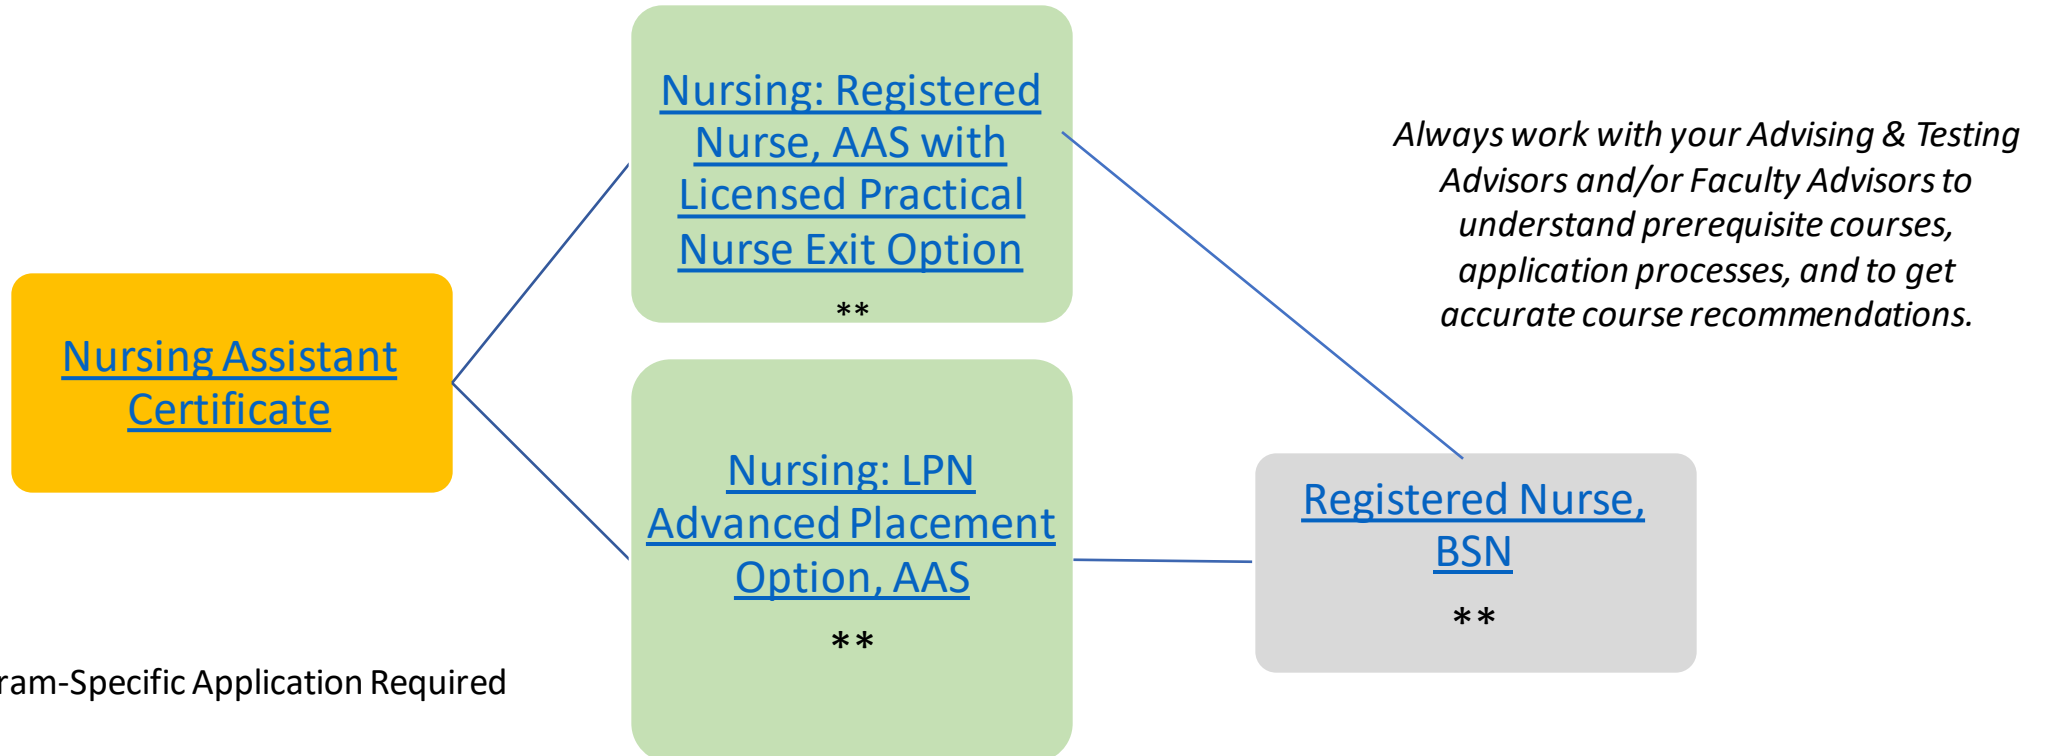 Nursing: Registered
Nurse, AAS with
Licensed Practical
Nurse Exit Option
**
Always work with your Advising & Testing
Advisors and/or Faculty Advisors to
understand prerequisite courses,
application processes, and to get
accurate course recommendations.
Nursing Assistant
Certificate
Nursing: LPN
Advanced Placement
Option, AAS
**
Registered Nurse,
BSN
**
ram-Specific Application Required